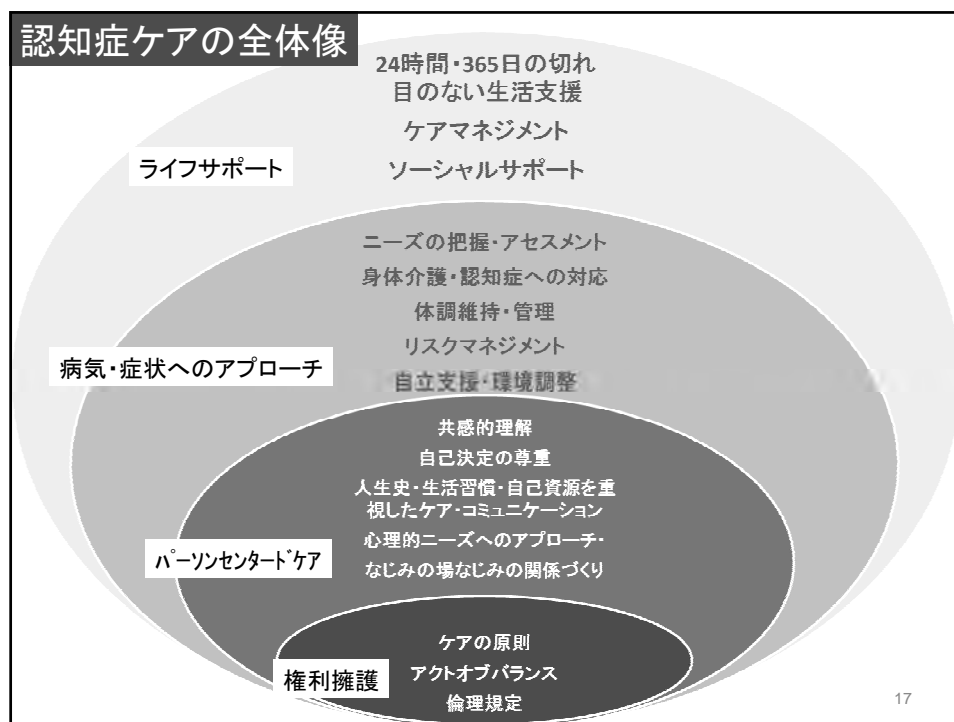 認知症ケアの全体像
24時間・365日の切れ
目のない生活支援
ケアマネジメント
ソーシャルサポート
ライフサポート
ニーズの把握・アセスメント
身体介護・認知症への対応
体調維持・管理
リスクマネジメント
自立支援・環境調整
病気・症状へのアプローチ
共感的理解
自己決定の尊重
人生史・生活習慣・自己資源を重
視したケア・コミュニケーション
心理的ニーズへのアプローチ・
なじみの場なじみの関係づくり
パーソンセンタードケア
ケアの原則
アクトオブバランス
倫理規定
権利擁護
17